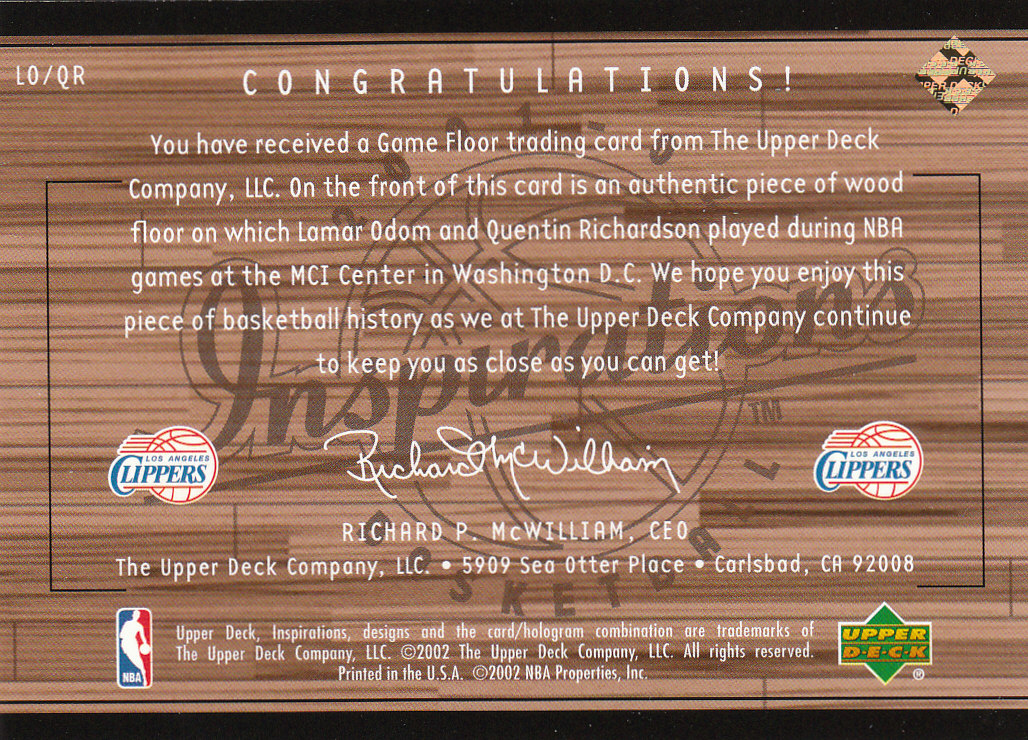 LO/QR
CONGRATULATIONS!
You have received a Game Floor trading card from The Upper Deck
Company, LLC. On the front of this card is an authentic piece of wood
floor on which Lamar Odom and Quentin Richardson played during NBA
games at the MCI Center in Washington D.C. We hope you enjoy this
piece of basketball history as we at The Upper Deck Company continue
to keep you as close as you can get!
Inspirations
TM
LOS ANGELES
CLIPPERS
Richard McWilliam
LOS ANGELES
CLIPPERS
RICHARD P. McWILLIAM, CEO
The Upper Deck Company, LLC. • 5909 Sea Otter Place • Carlsbad, CA 92008
BASKETBALL
NBA
Upper Deck, Inspirations, designs and the card/hologram combination are trademarks of
The Upper Deck Company, LLC. ©2002 The Upper Deck Company, LLC. All rights reserved.
Printed in the U.S.A. ©2002 NBA Properties, Inc.
UPPER
D·E·C·K
®